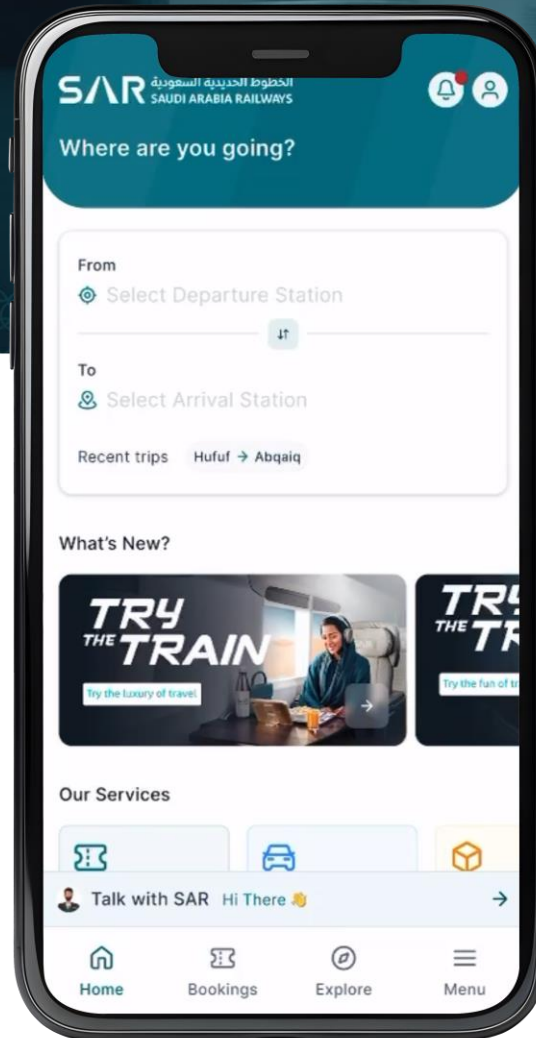 SAR
الخطوط الحديدية السعودية
SAUDI ARABIA RAILWAYS
Where are you going?
From
Select Departure Station
To
Select Arrival Station
Recent trips Hufuf → Abqaiq
What's New?
TRY
THE TRAIN
Try the luxury of travel
TRY
THE
Try the fun of
Our Services
Talk with SAR Hi There 👋
Home Bookings Explore Menu